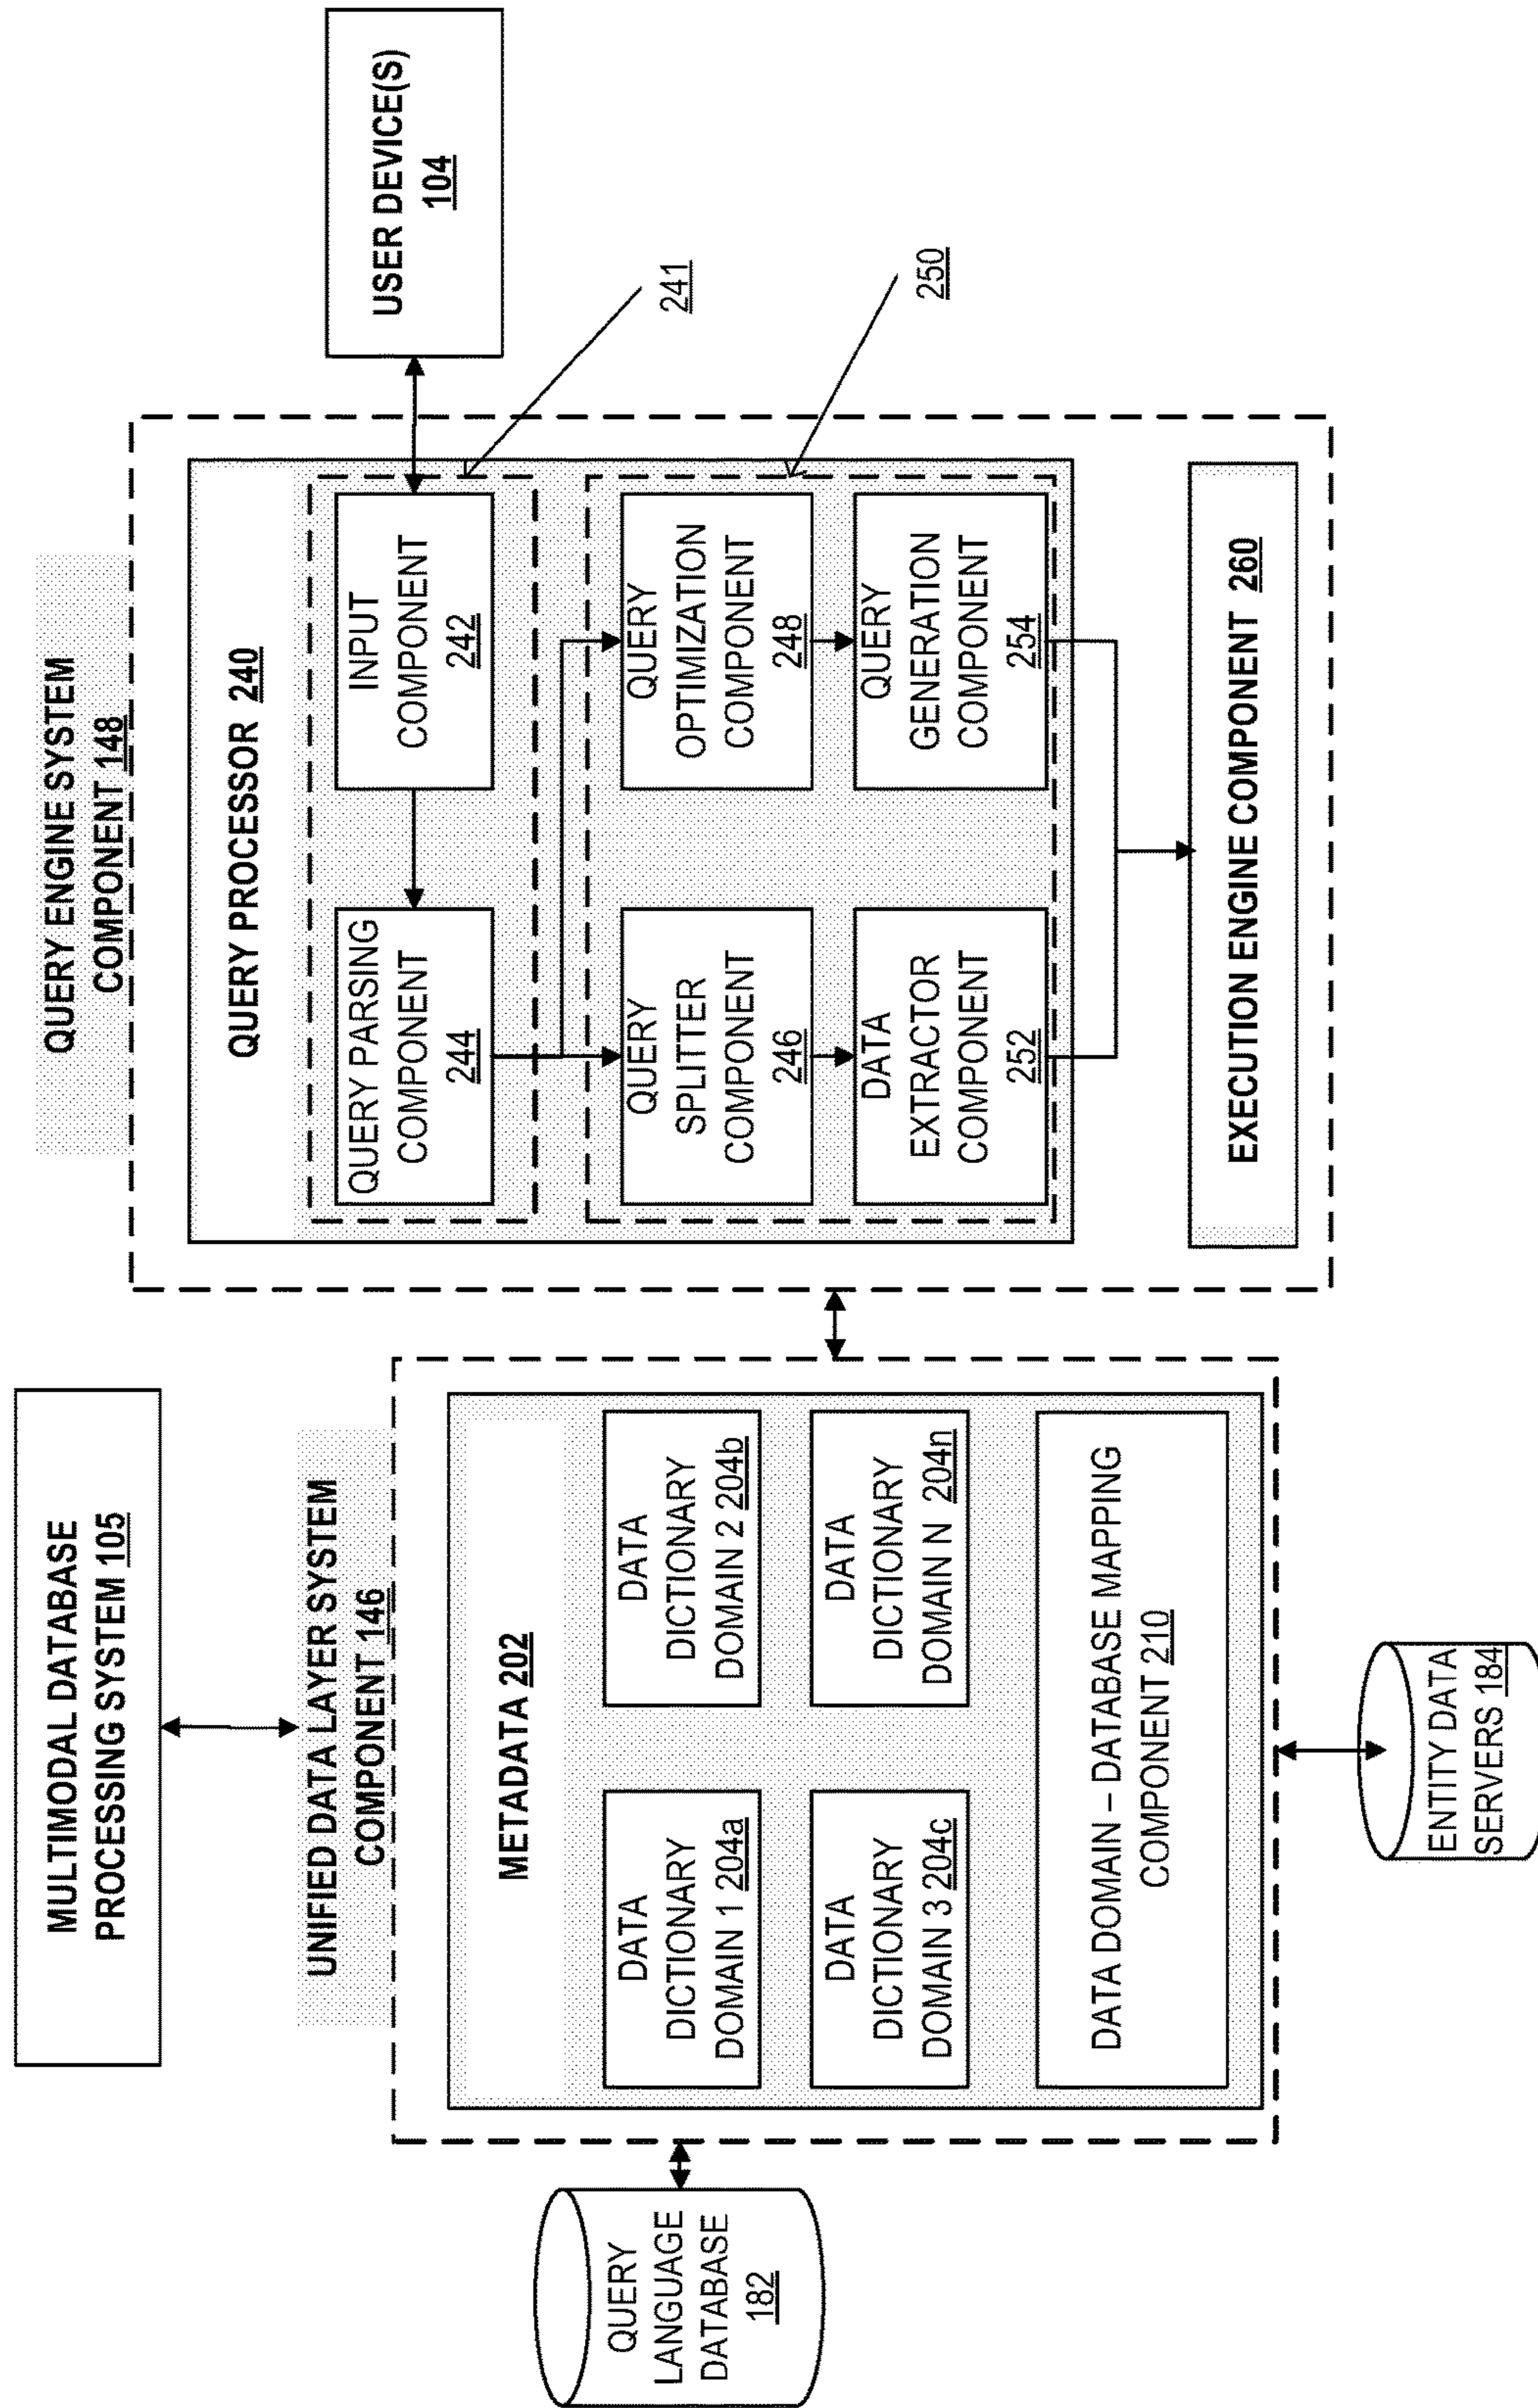 MULTIMODAL DATABASE
PROCESSING SYSTEM 105
UNIFIED DATA LAYER SYSTEM
COMPONENT 146
METADATA 202
DATA
DICTIONARY
DOMAIN 1 204a
DATA
DICTIONARY
DOMAIN 2 204b
DATA
DICTIONARY
DOMAIN 3 204c
DATA
DICTIONARY
DOMAIN N 204n
DATA DOMAIN – DATABASE MAPPING
COMPONENT 210
QUERY
LANGUAGE
DATABASE
182
ENTITY DATA
SERVERS 184
QUERY ENGINE SYSTEM
COMPONENT 148
QUERY PROCESSOR 240
QUERY PARSING
COMPONENT
244
INPUT
COMPONENT
242
QUERY
SPLITTER
COMPONENT
246
QUERY
OPTIMIZATION
COMPONENT
248
DATA
EXTRACTOR
COMPONENT
252
QUERY
GENERATION
COMPONENT
254
EXECUTION ENGINE COMPONENT 260
USER DEVICE(S)
104
241
250